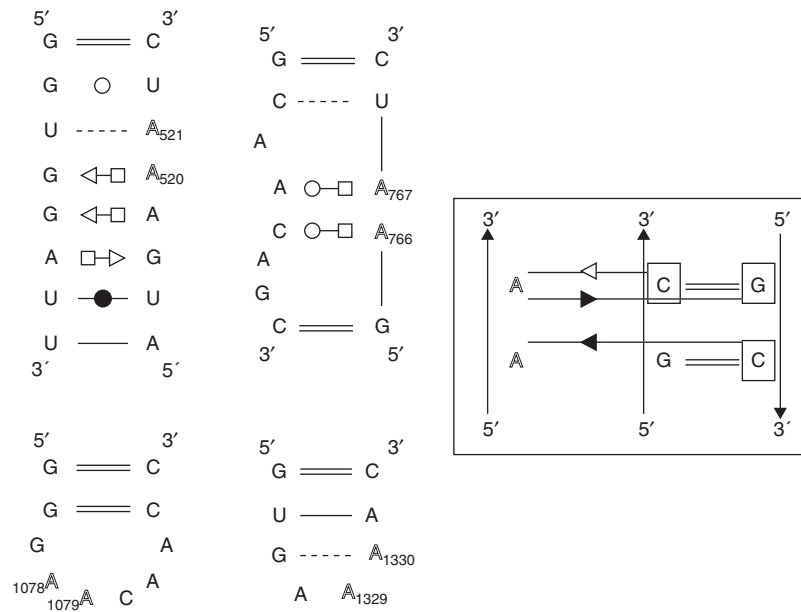 5′ 3′
G C
G U
U A521
G A520
G A
A G
U U
U A
3´ 5´
5′ 3′
G C
C U
A
A A767
C A766
A
G
C G
3′ 5′
3′ 3′ 5′
A C G
A G C
5′ 5′ 3′
5′ 3′
G C
G C
G A
1078A A
1079A C
5′ 3′
G C
U A
G A1330
A A1329